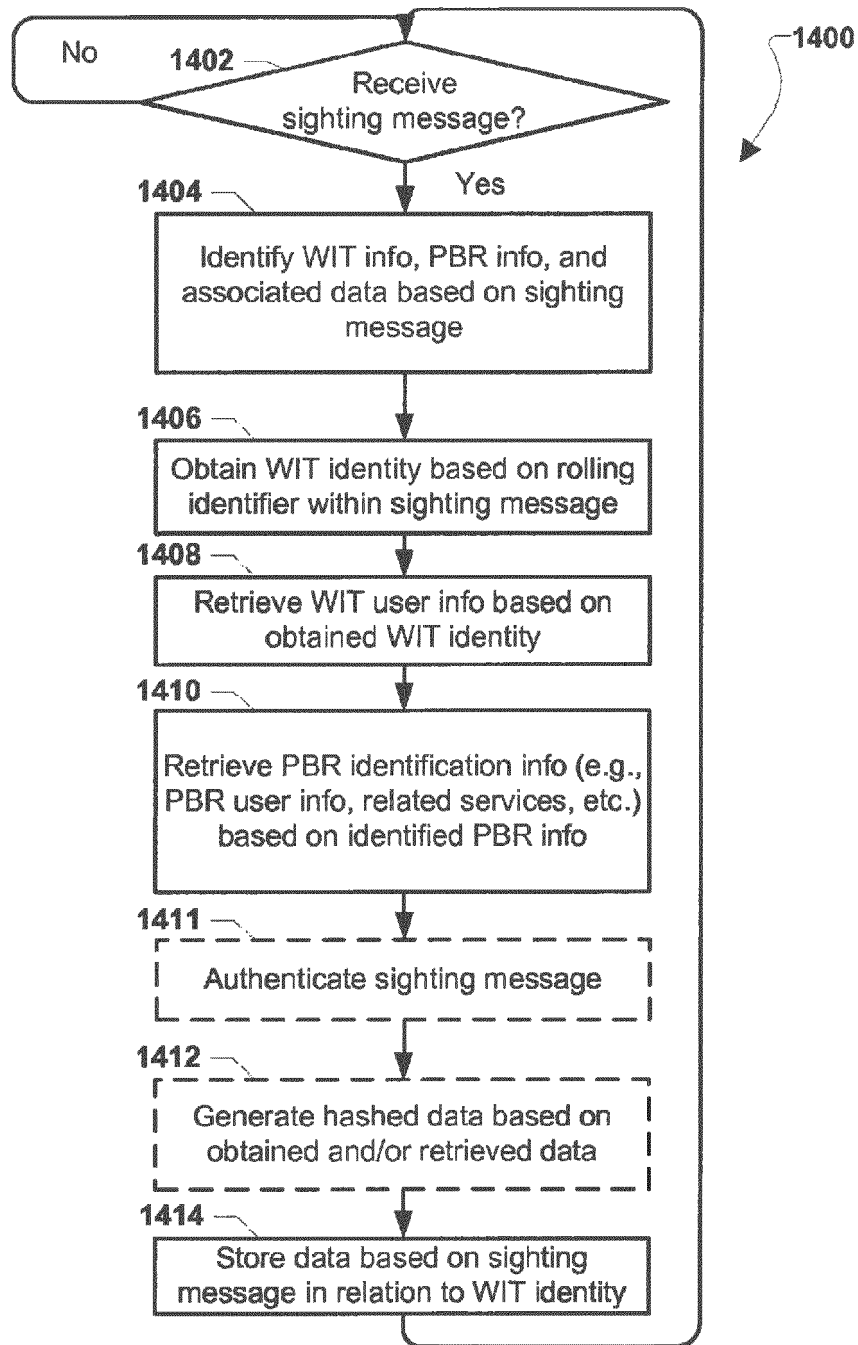 No
1402
1400
Receive
sighting message?
Yes
1404
Identify WIT info, PBR info, and
associated data based on sighting
message
1406
Obtain WIT identity based on rolling
identifier within sighting message
1408
Retrieve WIT user info based on
obtained WIT identity
1410
Retrieve PBR identification info (e.g.,
PBR user info, related services, etc.)
based on identified PBR info
1411
Authenticate sighting message
1412
Generate hashed data based on
obtained and/or retrieved data
1414
Store data based on sighting
message in relation to WIT identity